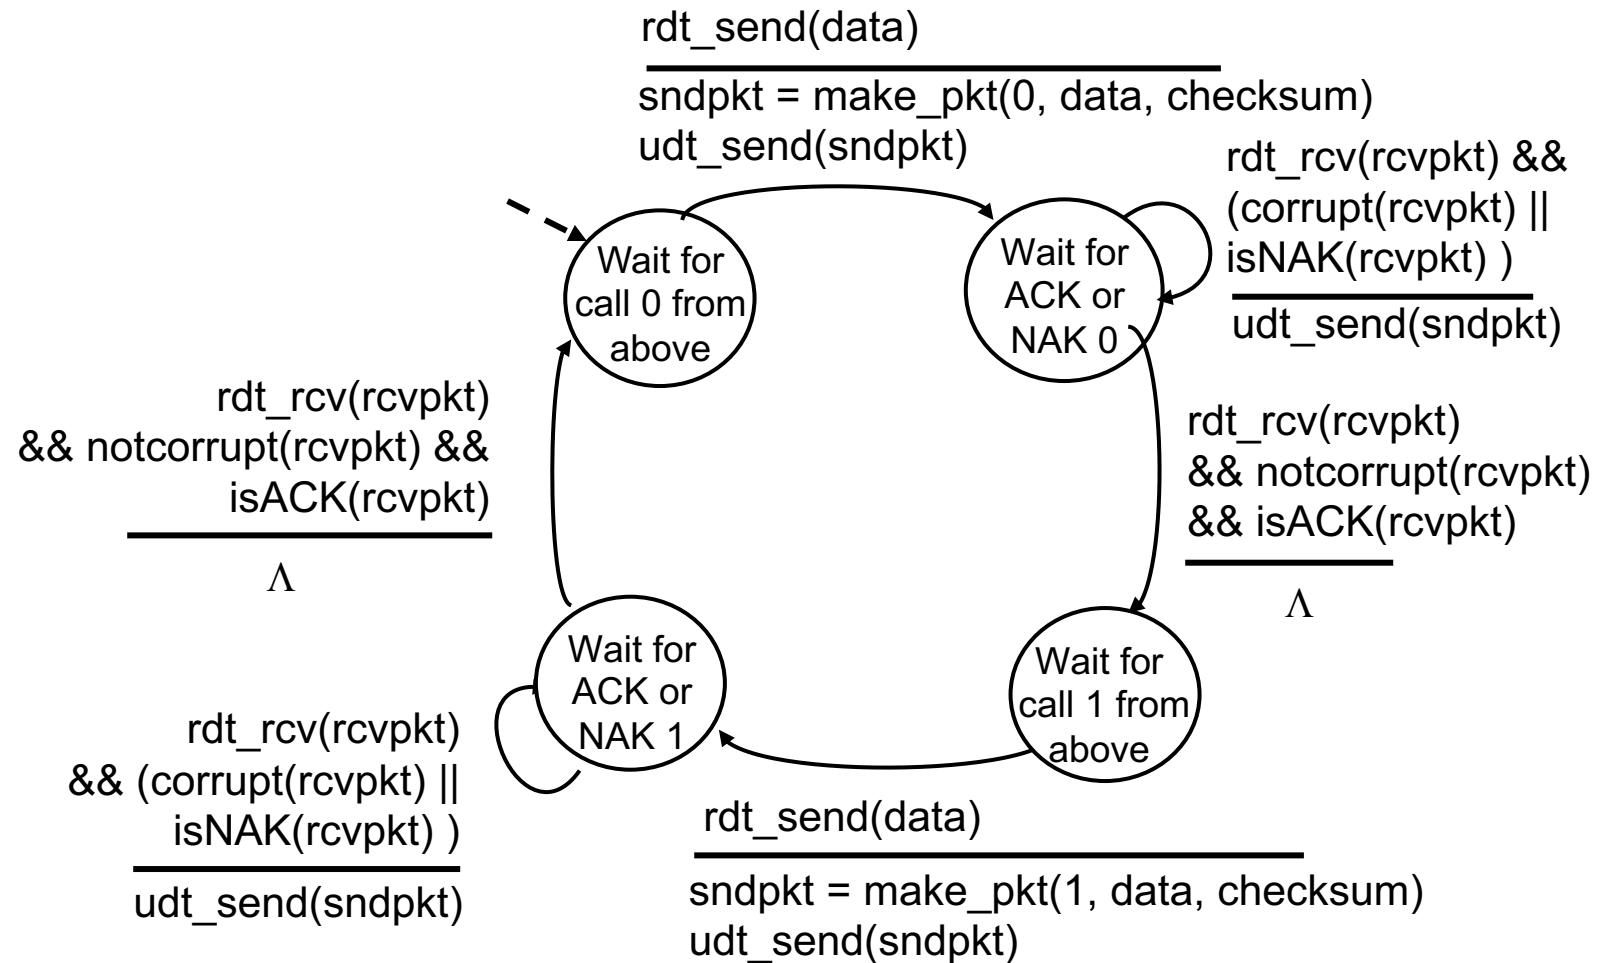 rdt_send(data)
sndpkt = make_pkt(0, data, checksum)
udt_send(sndpkt)
rdt_rcv(rcvpkt) &&
(corrupt(rcvpkt) ||
isNAK(rcvpkt) )
udt_send(sndpkt)
Wait for
call 0 from
above
Wait for
ACK or
NAK 0
rdt_rcv(rcvpkt)
&& notcorrupt(rcvpkt) &&
isACK(rcvpkt)
Λ
rdt_rcv(rcvpkt)
&& notcorrupt(rcvpkt)
&& isACK(rcvpkt)
Λ
Wait for
ACK or
NAK 1
Wait for
call 1 from
above
rdt_rcv(rcvpkt)
&& (corrupt(rcvpkt) ||
isNAK(rcvpkt) )
udt_send(sndpkt)
rdt_send(data)
sndpkt = make_pkt(1, data, checksum)
udt_send(sndpkt)